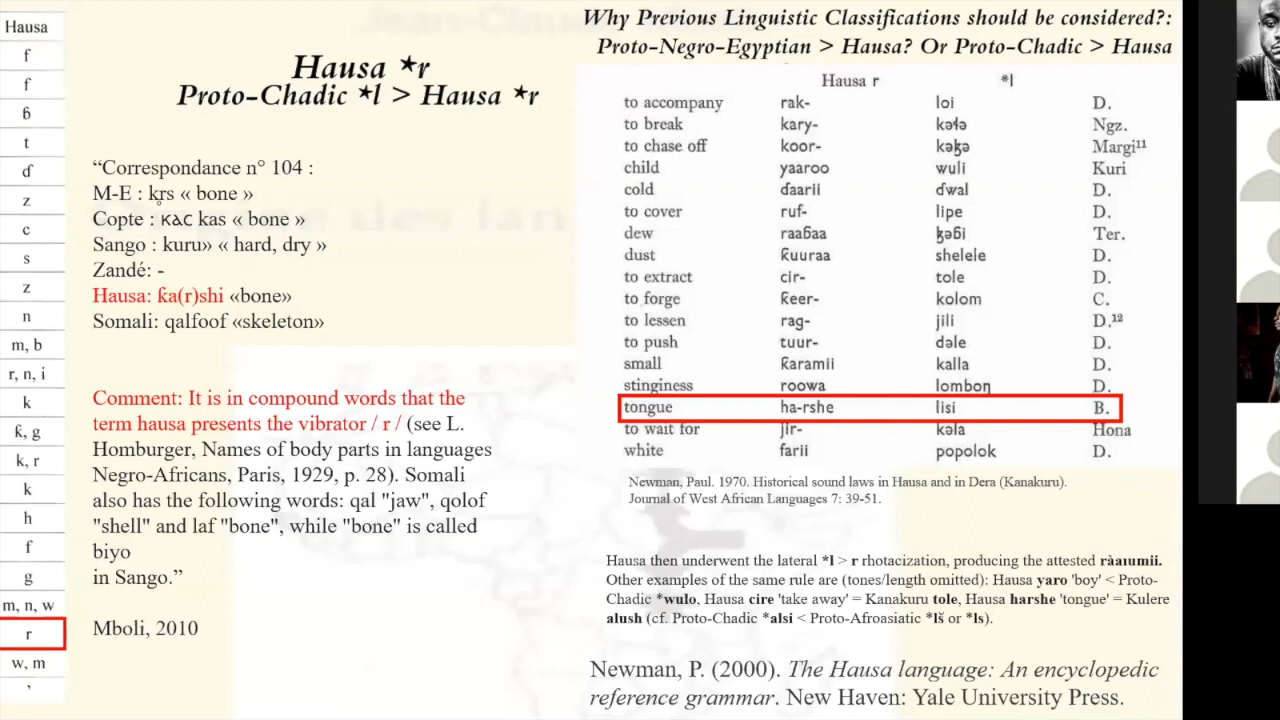 Hausa
f
f
ɓ
t
ɗ
z
c
s
z
n
m, b
r, n, i
k
ƙ, g
k, r
k
h
f
g
m, n, w
r
w, m
’
Hausa *r
Proto-Chadic *l > Hausa *r
“Correspondance n° 104 :
M-E : ḳrs « bone »
Copte : ⲕⲁⲥ kas « bone »
Sango : kuru» « hard, dry »
Zandé: -
Hausa: ƙa(r)shi «bone»
Somali: qalfoof «skeleton»
Comment: It is in compound words that the
term hausa presents the vibrator / r / (see L.
Homburger, Names of body parts in languages
Negro-Africans, Paris, 1929, p. 28). Somali
also has the following words: qal "jaw", qolof
"shell" and laf "bone", while "bone" is called
biyo
in Sango.”
Mboli, 2010
Why Previous Linguistic Classifications should be considered?:
Proto-Negro-Egyptian > Hausa? Or Proto-Chadic > Hausa
Hausa r *l
to accompany rak- loi D.
to break kary- Ngz.
to chase off koor- Margi¹¹
child yaaroo wuli Kuri
cold ɗaarii ɗwal D.
to cover ruf- lipe D.
dew raaɓaa Ter.
dust ƙuuraa shelele D.
to extract cir- tole D.
to forge ƙeer- kolom C.
to lessen rag- jili D.¹²
to push tuur- dəle D.
small ƙaramii kalla D.
stinginess roowa lomboŋ D.
tongue ha-rshe lisi B.
to wait for jir- kəla Hona
white farii popolok D.
Newman, Paul. 1970. Historical sound laws in Hausa and in Dera (Kanakuru).
Journal of West African Languages 7: 39-51.
Hausa then underwent the lateral *l > r rhotacization, producing the attested
Other examples of the same rule are (tones/length omitted): Hausa yaro 'boy' < Proto-
Chadic *wulo, Hausa cire 'take away' = Kanakuru tole, Hausa harshe 'tongue' = Kulere
alush (cf. Proto-Chadic *alsi < Proto-Afroasiatic *lš or *ls).
Newman, P. (2000). The Hausa language: An encyclopedic
reference grammar. New Haven: Yale University Press.